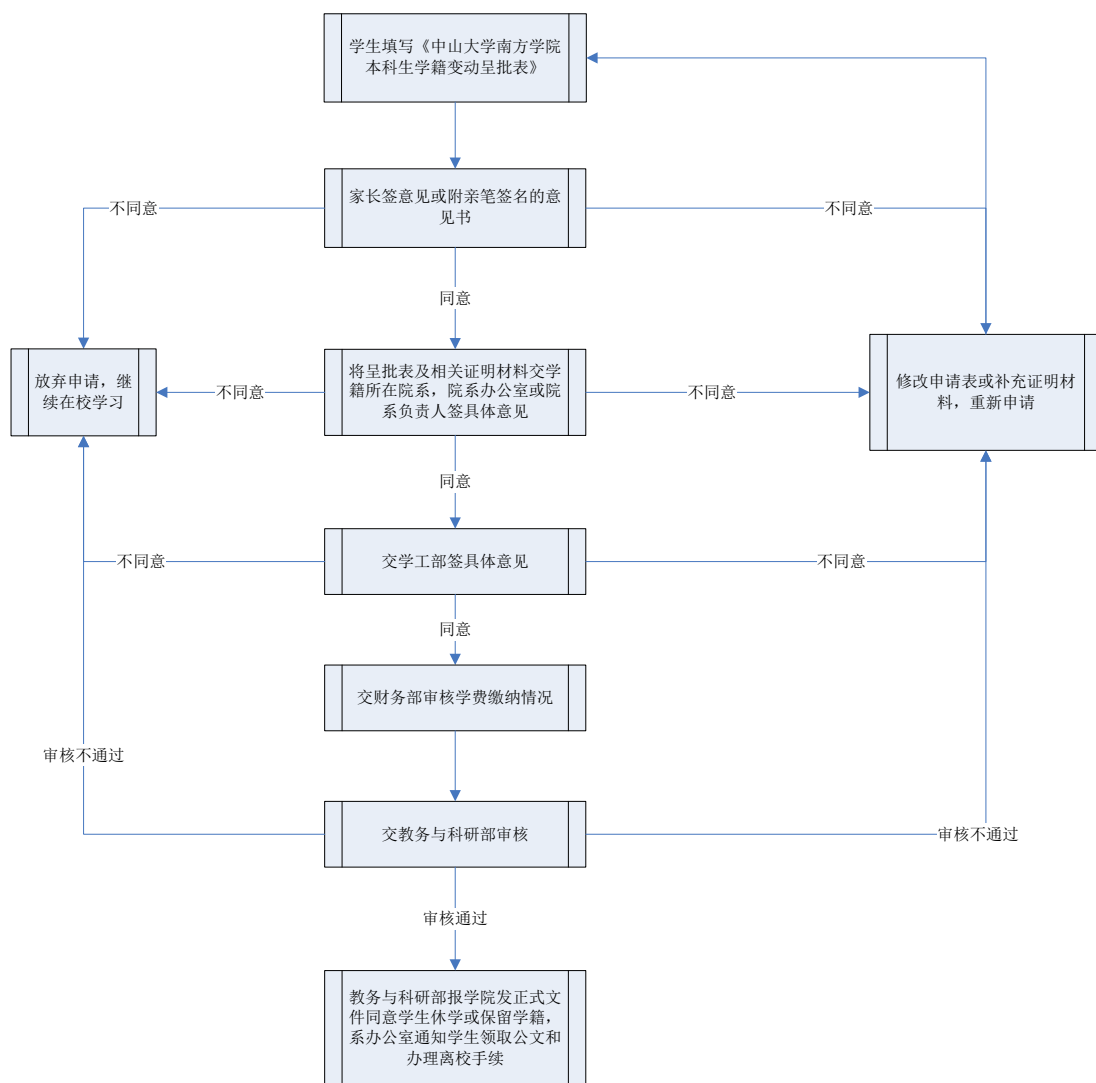 学生填写《中山大学南方学院
本科生学籍变动呈批表》
家长签意见或附亲笔签名的意
见书
不同意
不同意
同意
放弃申请，继
续在校学习
不同意
将呈批表及相关证明材料交学
籍所在院系，院系办公室或院
系负责人签具体意见
不同意
修改申请表或补充证明材
料，重新申请
同意
不同意
交学工部签具体意见
不同意
同意
交财务部审核学费缴纳情况
审核不通过
交教务与科研部审核
审核不通过
审核通过
教务与科研部报学院发正式文
件同意学生休学或保留学籍，
系办公室通知学生领取公文和
办理离校手续